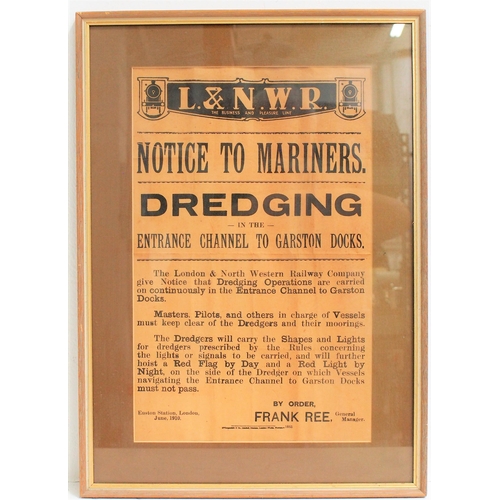 L.&N.W.R.
THE BUSINESS AND PLEASURE LINE
NOTICE TO MARINERS.
DREDGING
— IN THE —
ENTRANCE CHANNEL TO GARSTON DOCKS.
The London & North Western Railway Company
give Notice that Dredging Operations are carried
on continuously in the Entrance Channel to Garston
Docks.
Masters, Pilots, and others in charge of Vessels
must keep clear of the Dredgers and their moorings.
The Dredgers will carry the Shapes and Lights
for dredgers prescribed by the Rules concerning
the lights or signals to be carried, and will further
hoist a Red Flag by Day and a Red Light by
Night, on the side of the Dredger on which Vessels
navigating the Entrance Channel to Garston Docks
must not pass.
BY ORDER,
Euston Station, London,
June, 1910.
FRANK REE, General
Manager.